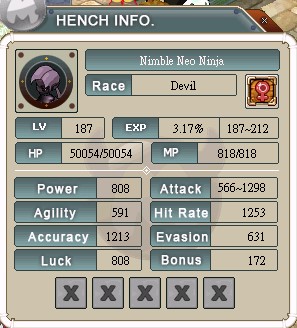 HENCH INFO.
Nimble Neo Ninja
Race Devil
LV 187 EXP 3.17% 187~212
HP 50054/50054 MP 818/818
Power 808 Attack 566~1298
Agility 591 Hit Rate 1253
Accuracy 1213 Evasion 631
Luck 808 Bonus 172
X X X X X